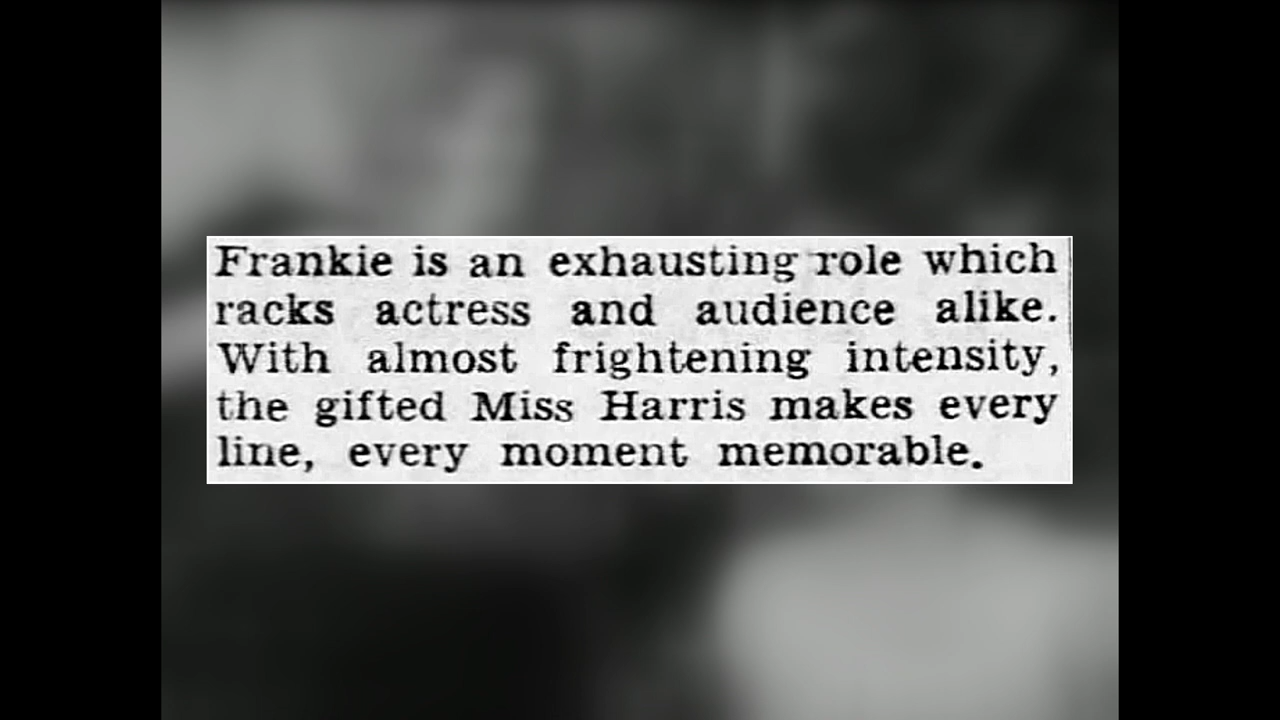 Frankie is an exhausting role which
racks actress and audience alike.
With almost frightening intensity,
the gifted Miss Harris makes every
line, every moment memorable.